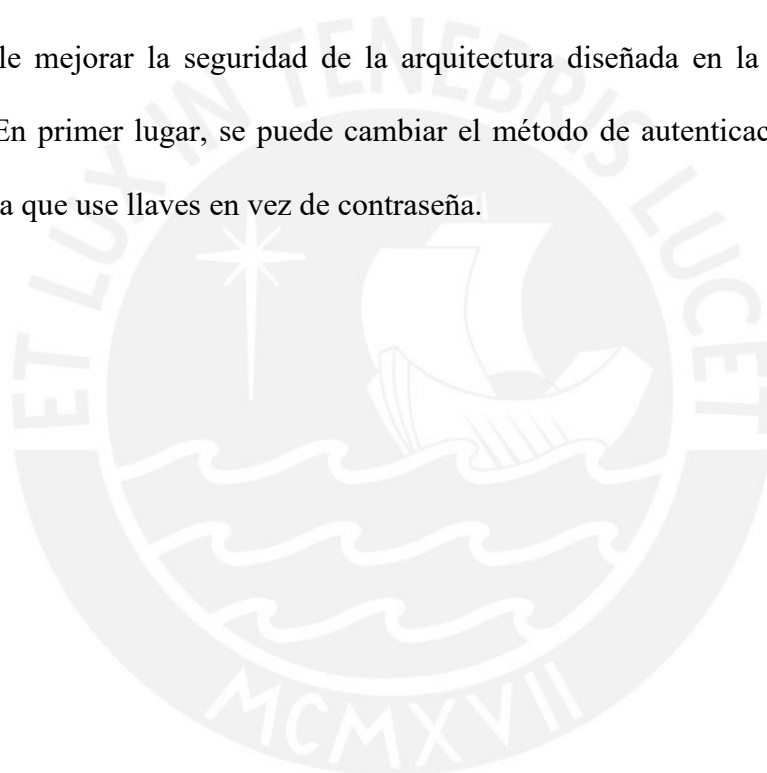 le mejorar la seguridad de la arquitectura diseñada en la
En primer lugar, se puede cambiar el método de autenticac
a que use llaves en vez de contraseña.
ET LUX IN TENEBRIS LUCET
MCMXVII